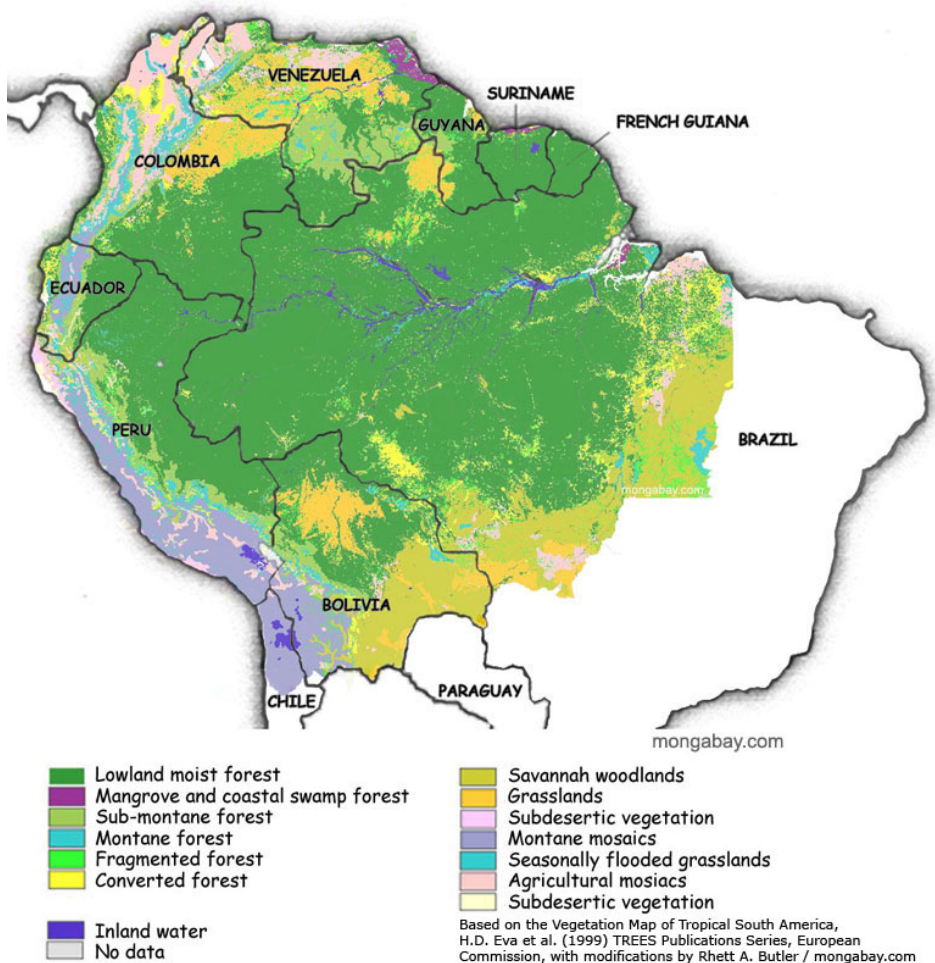 VENEZUELA
SURINAME
GUYANA
FRENCH GUIANA
COLOMBIA
ECUADOR
PERU
BRAZIL
mongabay.com
BOLIVIA
PARAGUAY
CHILE
mongabay.com
Lowland moist forest
Mangrove and coastal swamp forest
Sub-montane forest
Montane forest
Fragmented forest
Converted forest
Inland water
No data
Savannah woodlands
Grasslands
Subdesertic vegetation
Montane mosaics
Seasonally flooded grasslands
Agricultural mosiacs
Subdesertic vegetation
Based on the Vegetation Map of Tropical South America,
H.D. Eva et al. (1999) TREES Publications Series, European
Commission, with modifications by Rhett A. Butler / mongabay.com